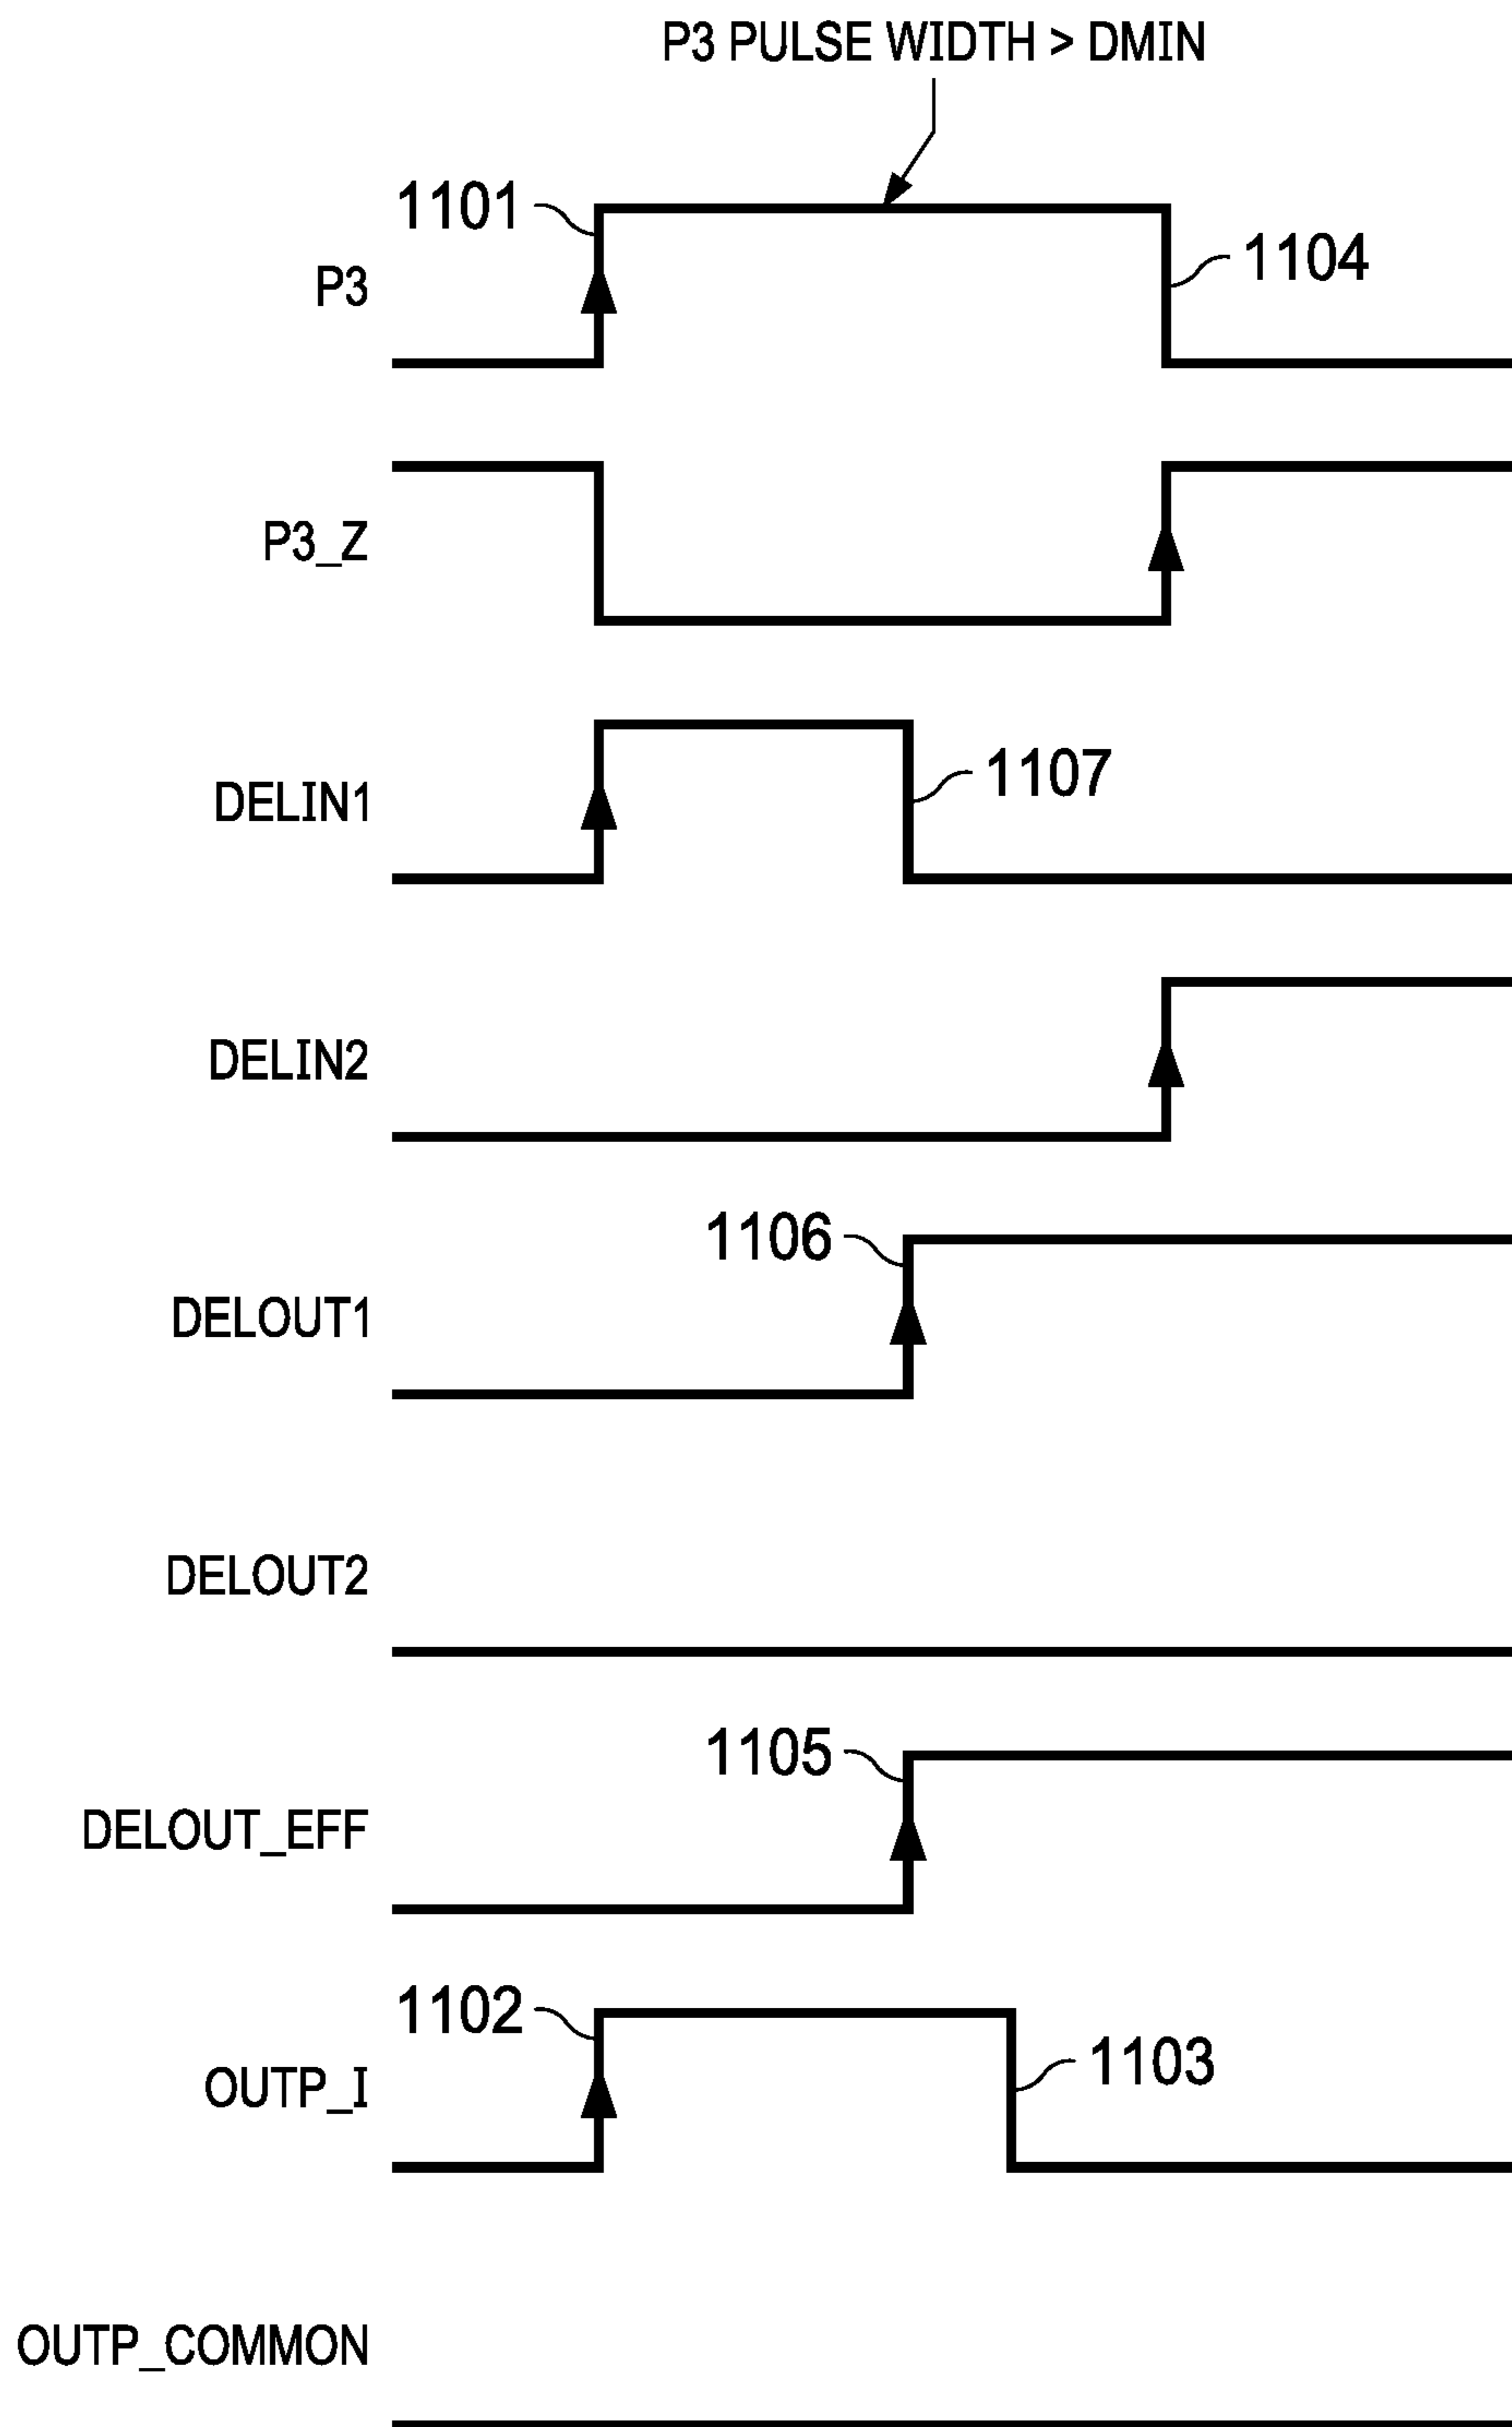 P3 PULSE WIDTH > DMIN
1101
1104
P3
P3_Z
1107
DELIN1
DELIN2
1106
DELOUT1
DELOUT2
1105
DELOUT_EFF
1102
1103
OUTP_I
OUTP_COMMON